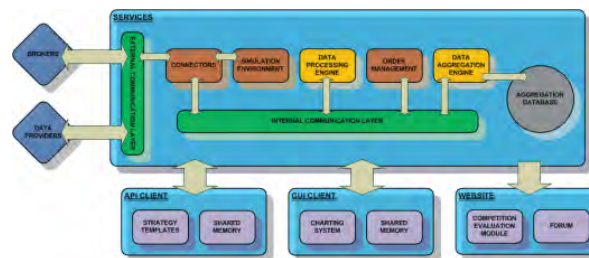 SERVICES
BROKERS
DATA
PROVIDERS
EXTERNAL
COMMUNICATION
LAYER
CONNECTORS
SIMULATION
ENVIRONMENT
DATA
PROCESSING
ENGINE
ORDER
MANAGEMENT
DATA
AGGREGATION
ENGINE
AGGREGATION
DATABASE
INTERNAL COMMUNICATION LAYER
API CLIENT
STRATEGY
TEMPLATES
SHARED
MEMORY
GUI CLIENT
CHARTING
SYSTEM
SHARED
MEMORY
WEBSITE
COMPETITION
EVALUATION
MODULE
FORUM